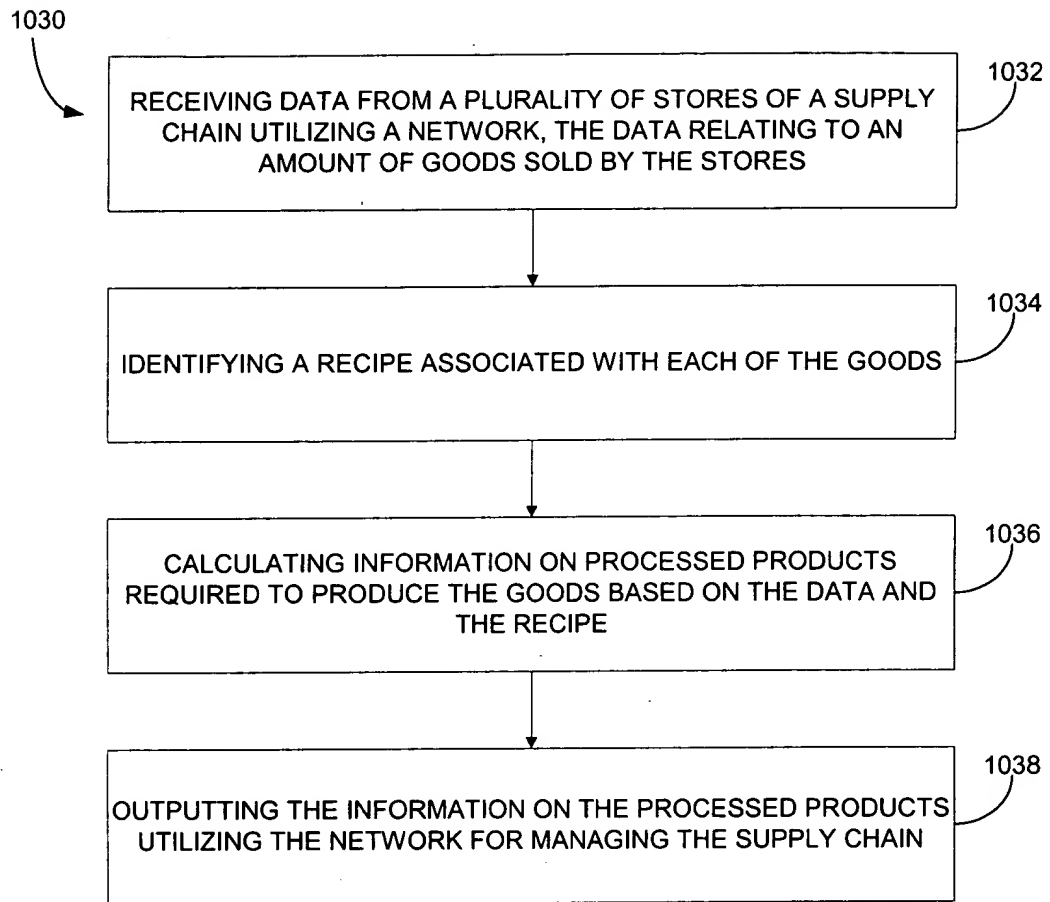 1030
1032
RECEIVING DATA FROM A PLURALITY OF STORES OF A SUPPLY
CHAIN UTILIZING A NETWORK, THE DATA RELATING TO AN
AMOUNT OF GOODS SOLD BY THE STORES
1034
IDENTIFYING A RECIPE ASSOCIATED WITH EACH OF THE GOODS
1036
CALCULATING INFORMATION ON PROCESSED PRODUCTS
REQUIRED TO PRODUCE THE GOODS BASED ON THE DATA AND
THE RECIPE
1038
OUTPUTTING THE INFORMATION ON THE PROCESSED PRODUCTS
UTILIZING THE NETWORK FOR MANAGING THE SUPPLY CHAIN